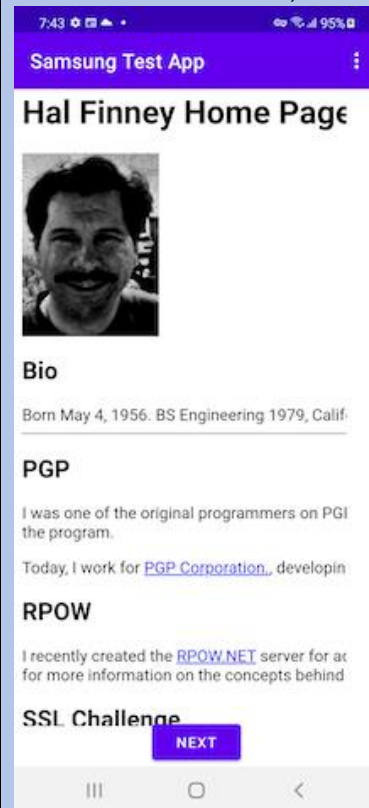 7:43
95%
Samsung Test App
Hal Finney Home Page
Bio
Born May 4, 1956. BS Engineering 1979, Calif
PGP
I was one of the original programmers on PGP
the program.
Today, I work for PGP Corporation., developin
RPOW
I recently created the RPOW.NET server for ac
for more information on the concepts behind
SSL Challenge
NEXT